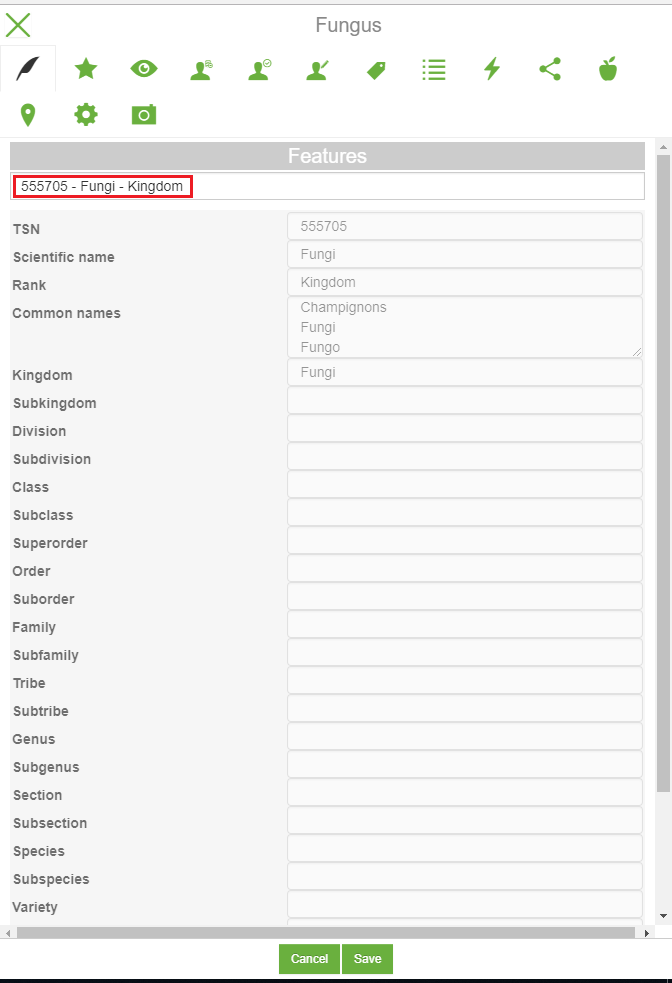 Fungus
Features
555705 - Fungi - Kingdom
TSN 555705
Scientific name Fungi
Rank Kingdom
Common names Champignons
Fungi
Fungo
Kingdom Fungi
Subkingdom
Division
Subdivision
Class
Subclass
Superorder
Order
Suborder
Family
Subfamily
Tribe
Subtribe
Genus
Subgenus
Section
Subsection
Species
Subspecies
Variety
Cancel Save